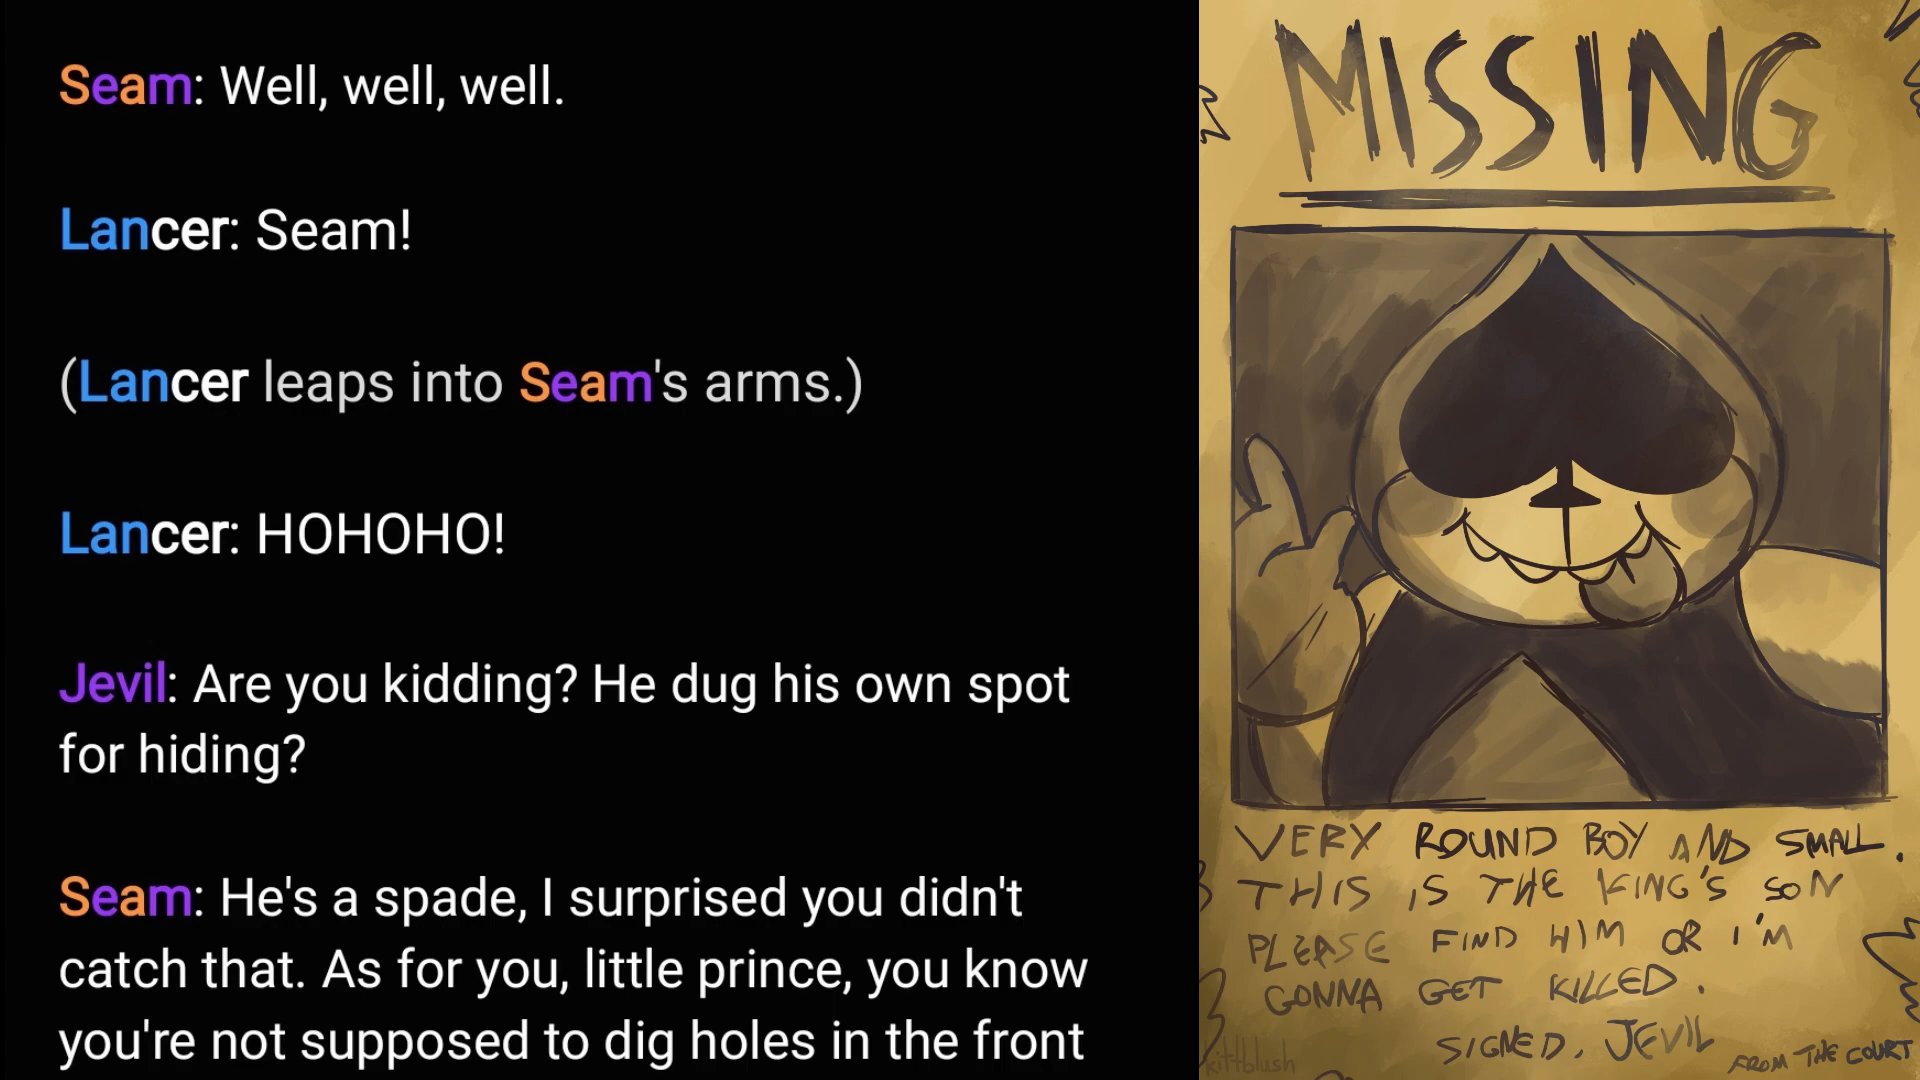 Seam: Well, well, well.
Lancer: Seam!
(Lancer leaps into Seam's arms.)
Lancer: HOHOHO!
Jevil: Are you kidding? He dug his own spot
for hiding?
Seam: He's a spade, I surprised you didn't
catch that. As for you, little prince, you know
you're not supposed to dig holes in the front
MISSING
VERY ROUND BOY AND SMALL.
THIS IS THE KING'S SON
PLEASE FIND HIM OR I'M
GONNA GET KILLED.
SIGNED, JEVIL
FROM THE COURT
kittblush